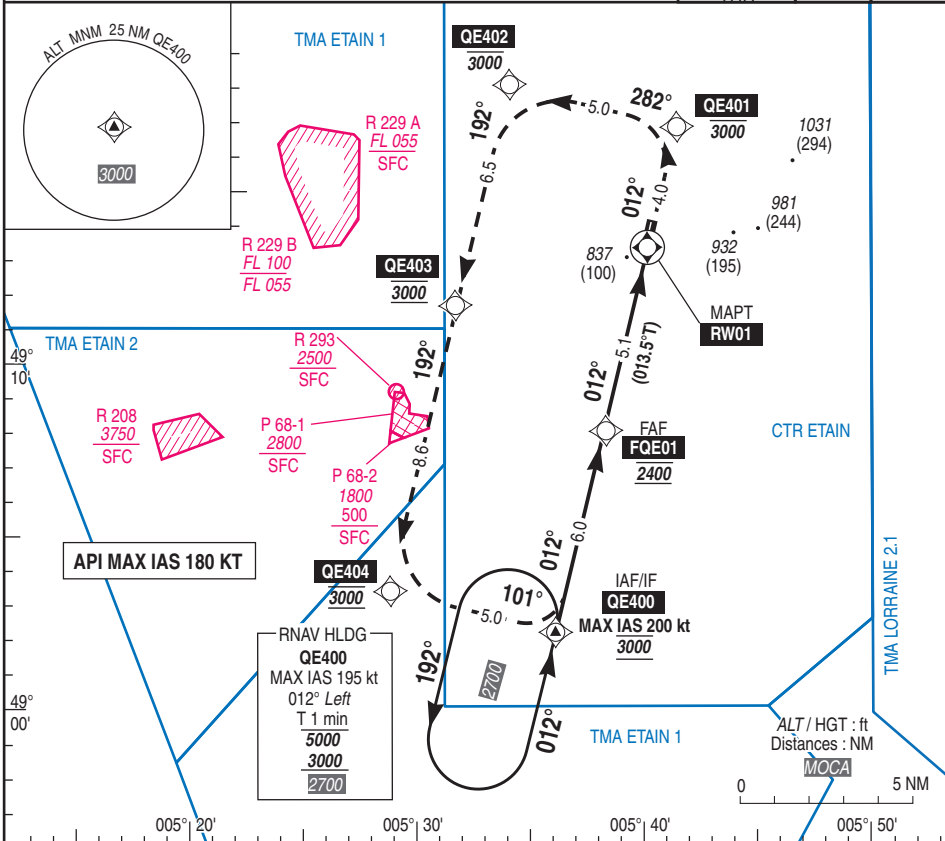 ALT MNM 25 NM QE400
3000
TMA ETAIN 1
QE402
3000
192°
5.0
282°
QE401
3000
1031
(294)
R 229 A
FL 055
SFC
6.5
012°
4.0
981
(244)
932
(195)
837
(100)
R 229 B
FL 100
FL 055
QE403
3000
MAPT
RW01
TMA ETAIN 2
49°
10'
R 293
2500
SFC
192°
5.1
(013.5°T)
012°
R 208
3750
SFC
P 68-1
2800
SFC
8.6
FAF
FQE01
2400
CTR ETAIN
P 68-2
1800
500
SFC
API MAX IAS 180 KT
012°
6.0
QE404
3000
101°
5.0
IAF/IF
QE400
MAX IAS 200 kt
3000
TMA LORRAINE 2.1
RNAV HLDG
QE400
MAX IAS 195 kt
012° Left
T 1 min
5000
3000
2700
192°
2700
012°
49°
00'
TMA ETAIN 1
ALT / HGT : ft
Distances : NM
MOCA
0
5 NM
005° 20'
005° 30'
005° 40'
005° 50'